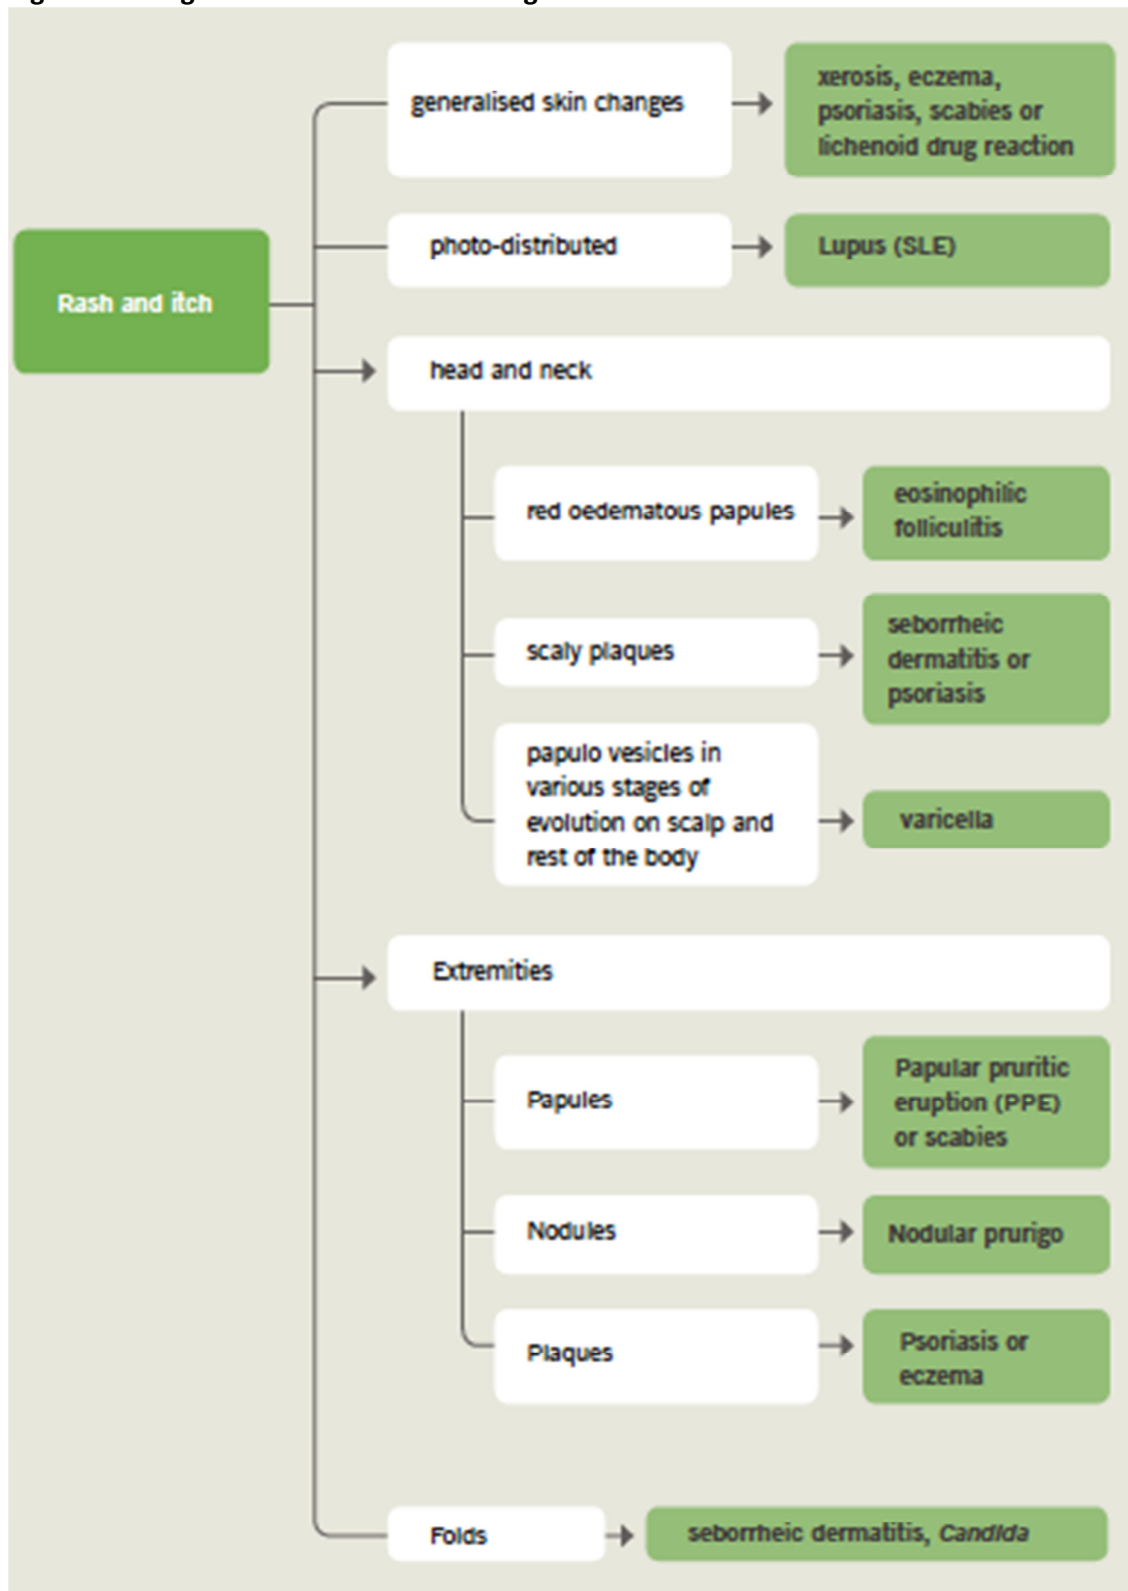 generalised skin changes
xerosis, eczema,
psoriasis, scabies or
lichenoid drug reaction
photo-distributed
Lupus (SLE)
Rash and itch
head and neck
red oedematous papules
eosinophilic
folliculitis
scaly plaques
seborrheic
dermatitis or
psoriasis
papulo vesicles in
various stages of
evolution on scalp and
rest of the body
varicella
Extremities
Papules
Papular pruritic
eruption (PPE)
or scabies
Nodules
Nodular prurigo
Plaques
Psoriasis or
eczema
Folds
seborrheic dermatitis, Candida